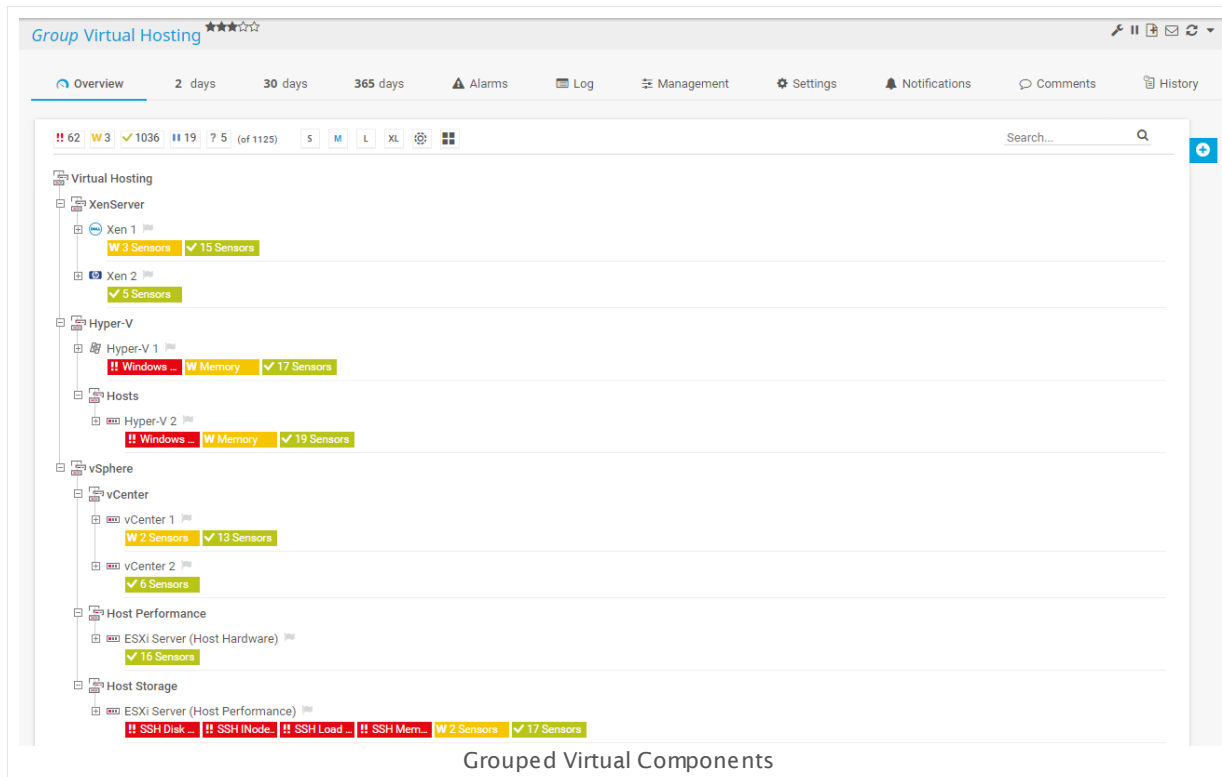 Group Virtual Hosting
Overview 2 days 30 days 365 days Alarms Log Management Settings Notifications Comments History
!! 62 W 3 1036 19 ? 5 (of 1125) S M L XL Search...
Virtual Hosting
XenServer
Xen 1
W 3 Sensors 15 Sensors
Xen 2
5 Sensors
Hyper-V
Hyper-V 1
!! Windows ... W Memory 17 Sensors
Hosts
Hyper-V 2
!! Windows ... W Memory 19 Sensors
vSphere
vCenter
vCenter 1
W 2 Sensors 13 Sensors
vCenter 2
6 Sensors
Host Performance
ESXi Server (Host Hardware)
16 Sensors
Host Storage
ESXi Server (Host Performance)
!! SSH Disk ... !! SSH INode.. !! SSH Load ... !! SSH Mem... W 2 Sensors 17 Sensors
Grouped Virtual Components